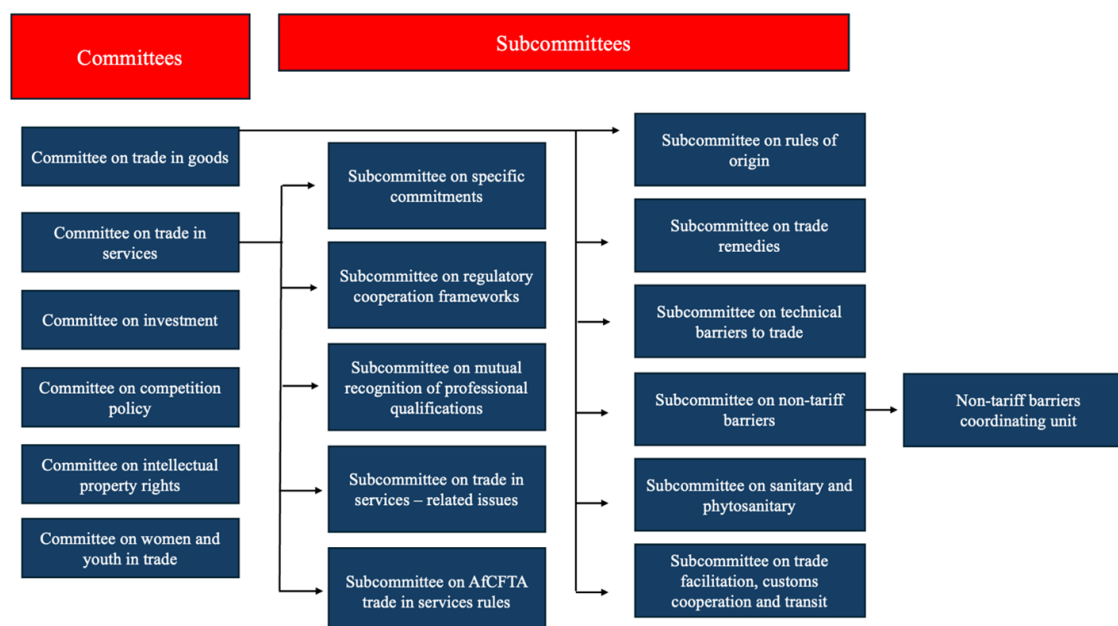 Committees
Subcommittees
Committee on trade in goods
Committee on trade in
services
Committee on investment
Committee on competition
policy
Committee on intellectual
property rights
Committee on women and
youth in trade
Subcommittee on specific
commitments
Subcommittee on regulatory
cooperation frameworks
Subcommittee on mutual
recognition of professional
qualifications
Subcommittee on trade in
services – related issues
Subcommittee on AfCFTA
trade in services rules
Subcommittee on rules of
origin
Subcommittee on trade
remedies
Subcommittee on technical
barriers to trade
Subcommittee on non-tariff
barriers
Subcommittee on sanitary and
phytosanitary
Subcommittee on trade
facilitation, customs
cooperation and transit
Non-tariff barriers
coordinating unit